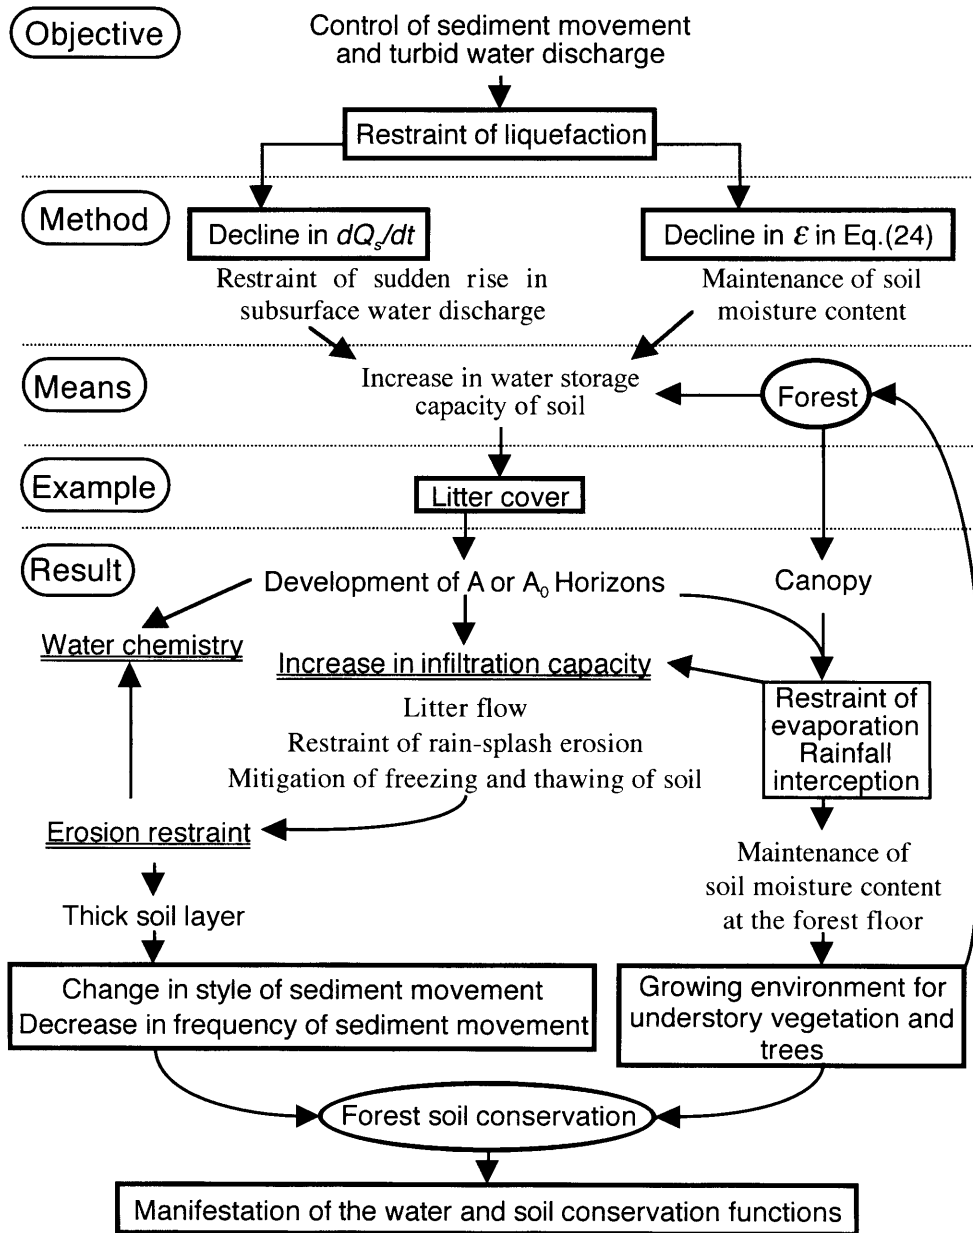 Objective
Control of sediment movement
and turbid water discharge
Restraint of liquefaction
Method
Decline in dQs/dt
Decline in ε in Eq.(24)
Restraint of sudden rise in
subsurface water discharge
Maintenance of soil
moisture content
Means
Increase in water storage
capacity of soil
Forest
Example
Litter cover
Result
Development of A or A0 Horizons
Canopy
Water chemistry
Increase in infiltration capacity
Litter flow
Restraint of rain-splash erosion
Mitigation of freezing and thawing of soil
Restraint of
evaporation
Rainfall
interception
Erosion restraint
Maintenance of
soil moisture content
at the forest floor
Thick soil layer
Change in style of sediment movement
Decrease in frequency of sediment movement
Growing environment for
understory vegetation and
trees
Forest soil conservation
Manifestation of the water and soil conservation functions